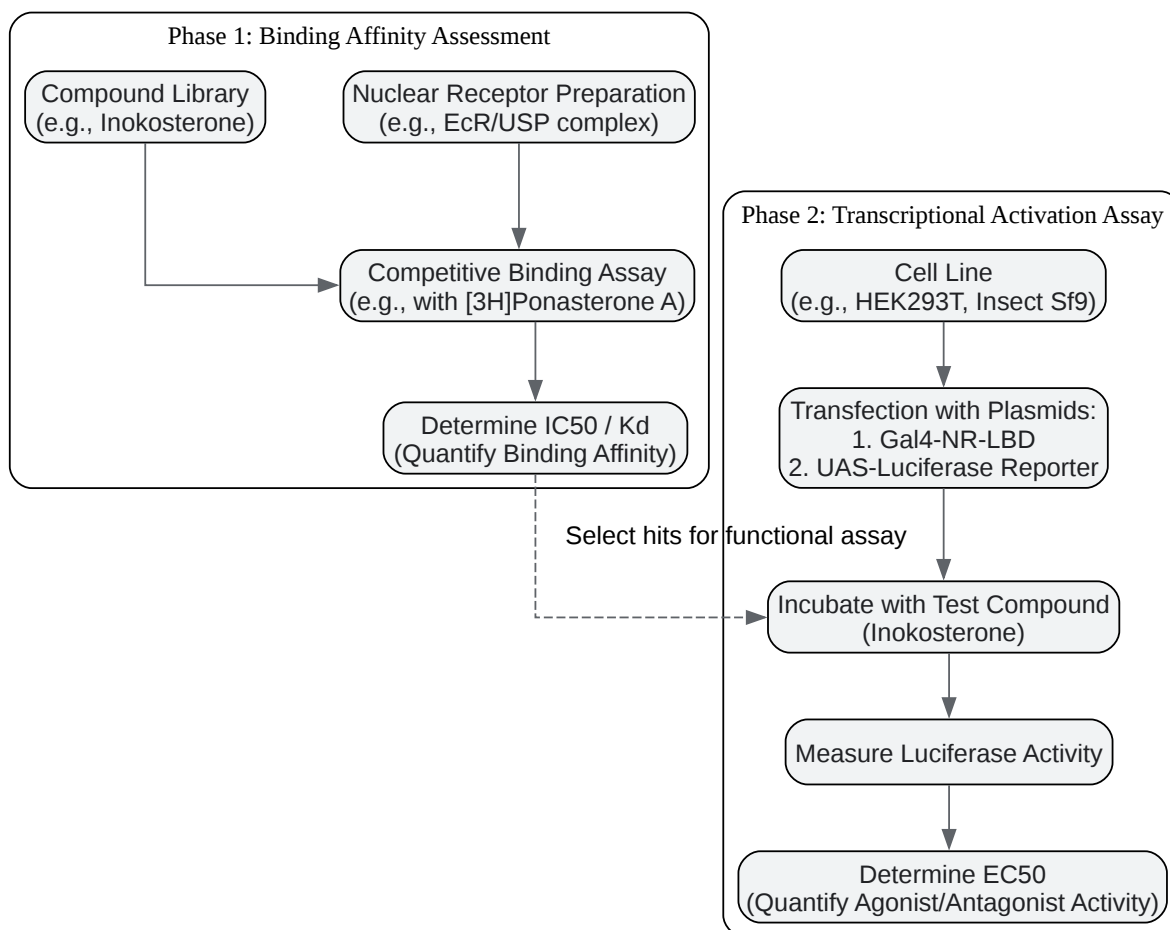 Phase 1: Binding Affinity Assessment
Compound Library
(e.g., Inokosterone)
Nuclear Receptor Preparation
(e.g., EcR/USP complex)
Competitive Binding Assay
(e.g., with [3H]Ponasterone A)
Determine IC50 / Kd
(Quantify Binding Affinity)
Select hits for functional assay
Phase 2: Transcriptional Activation Assay
Cell Line
(e.g., HEK293T, Insect Sf9)
Transfection with Plasmids:
1. Gal4-NR-LBD
2. UAS-Luciferase Reporter
Incubate with Test Compound
(Inokosterone)
Measure Luciferase Activity
Determine EC50
(Quantify Agonist/Antagonist Activity)